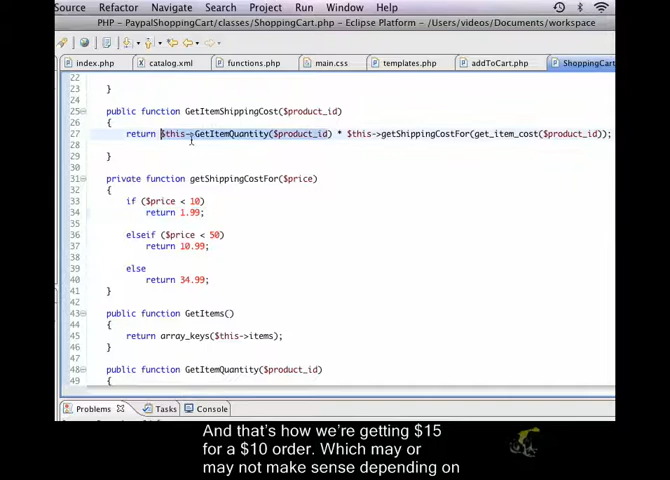 Source Refactor Navigate Search Project Run Window Help
PHP - PaypalShoppingCart/classes/ShoppingCart.php - Eclipse Platform - /Users/videos/Documents/workspace
index.php catalog.xml functions.php main.css templates.php addToCart.php ShoppingCart
22
23 }
24
25 public function GetItemShippingCost($product_id)
26 {
27 return $this->GetItemQuantity($product_id) * $this->getShippingCostFor(get_item_cost($product_id));
28
29 }
30
31 private function getShippingCostFor($price)
32 {
33 if ($price < 10)
34 return 1.99;
35
36 elseif ($price < 50)
37 return 10.99;
38
39 else
40 return 34.99;
41 }
42
43 public function GetItems()
44 {
45 return array_keys($this->items);
46 }
47
48 public function GetItemQuantity($product_id)
49 {
Problems Tasks Console
And that's how we're getting $15
for a $10 order. Which may or
may not make sense depending on